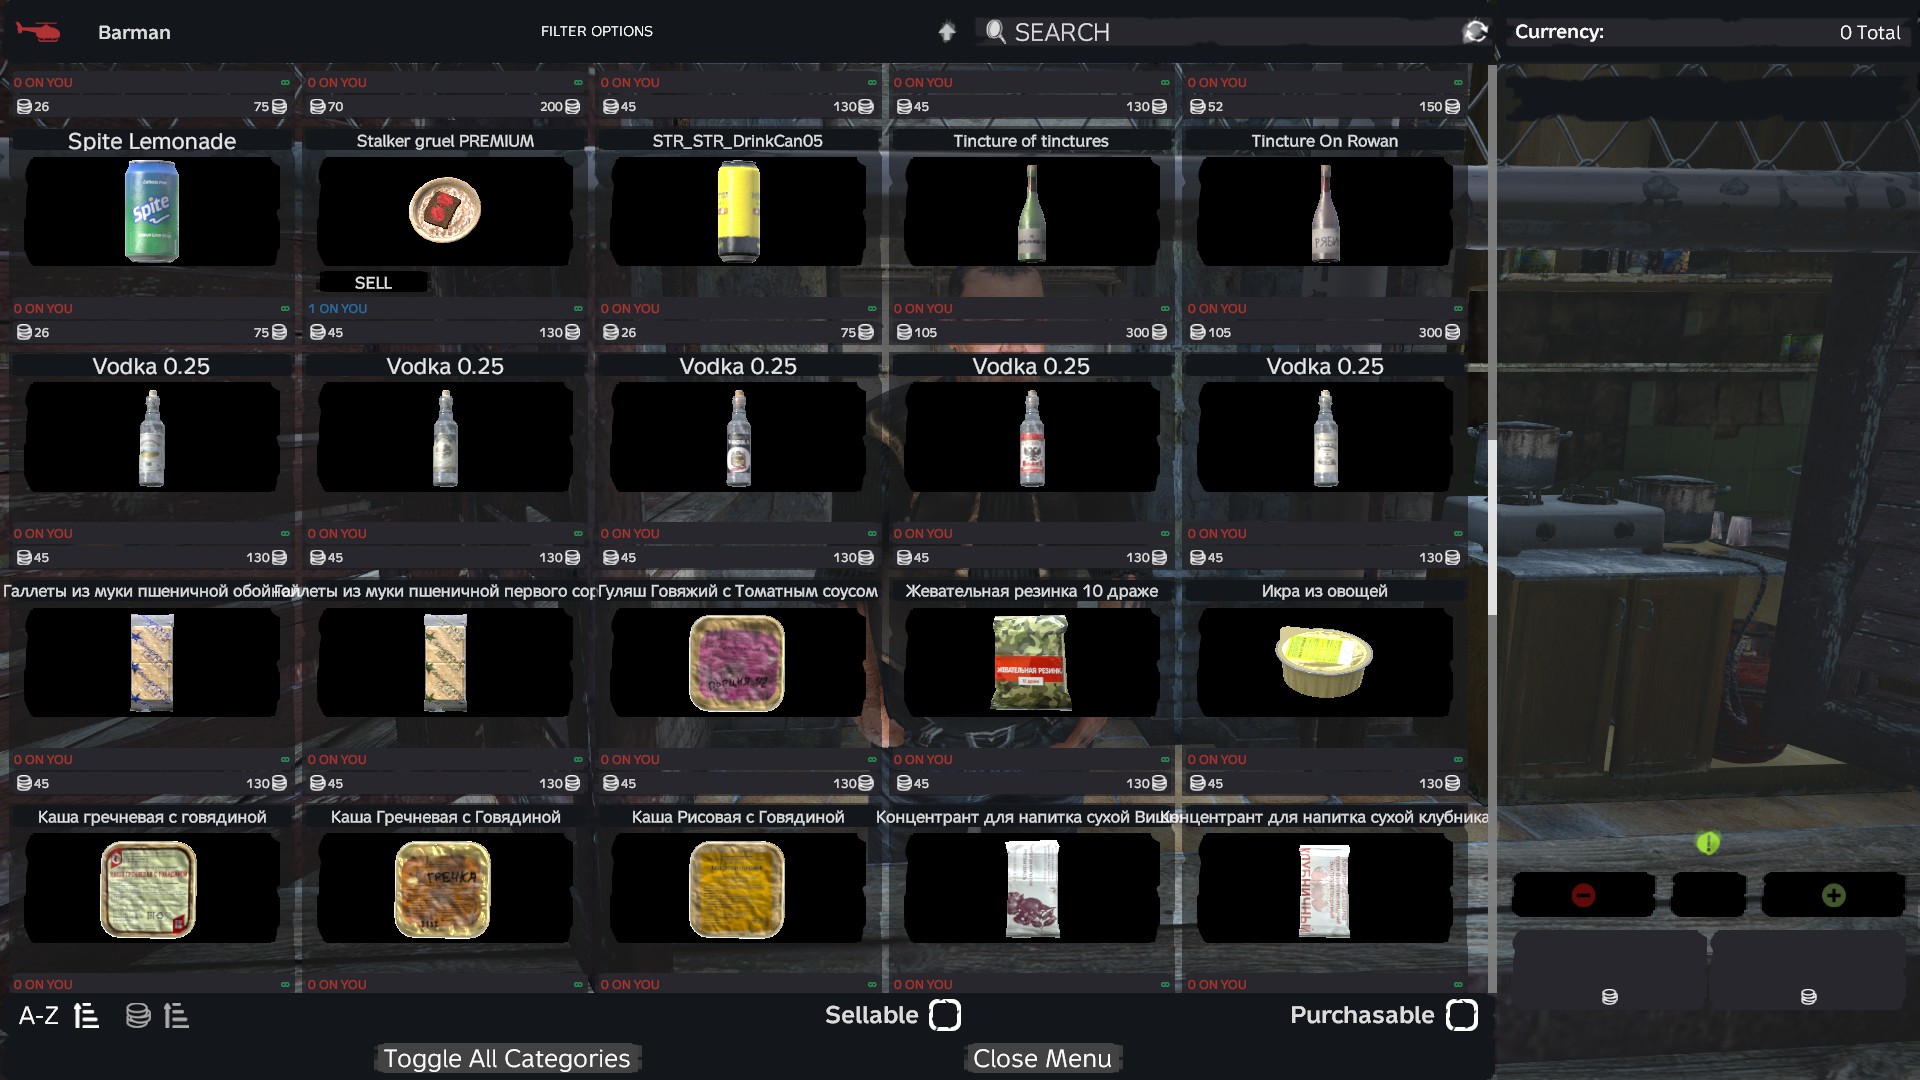 Barman
FILTER OPTIONS
SEARCH
Currency:
0 Total
0 ON YOU ∞ 0 ON YOU ∞ 0 ON YOU ∞ 0 ON YOU ∞ 0 ON YOU ∞
26 75 70 200 45 130 45 130 52 150
Spite Lemonade
Stalker gruel PREMIUM
STR_STR_DrinkCan05
Tincture of tinctures
Tincture On Rowan
Spite
РЯБИ
SELL
0 ON YOU ∞ 1 ON YOU ∞ 0 ON YOU ∞ 0 ON YOU ∞ 0 ON YOU ∞
26 75 45 130 26 75 105 300 105 300
Vodka 0.25
Vodka 0.25
Vodka 0.25
Vodka 0.25
Vodka 0.25
0 ON YOU ∞ 0 ON YOU ∞ 0 ON YOU ∞ 0 ON YOU ∞ 0 ON YOU ∞
45 130 45 130 45 130 45 130 45 130
Галлеты из муки пшеничной
Галлеты из муки пшеничной первого сор
Гуляш Говяжий с Томатным соусом
Жевательная резинка 10 драже
Икра из овощей
ЖЕВАТЕЛЬНАЯ РЕЗИНК
0 ON YOU ∞ 0 ON YOU ∞ 0 ON YOU ∞ 0 ON YOU ∞ 0 ON YOU ∞
45 130 45 130 45 130 45 130 45 130
Каша гречневая с говядиной
Каша Гречневая с Говядиной
Каша Рисовая с Говядиной
Концентрант для напитка сухой
Концентрант для напитка сухой клубника
КАША ГРЕЧНЕВАЯ С ГОВЯДИНОЙ
ГРЕЧКА
0 ON YOU ∞ 0 ON YOU ∞ 0 ON YOU ∞ 0 ON YOU ∞ 0 ON YOU ∞
A-Z
Sellable
Purchasable
Toggle All Categories
Close Menu